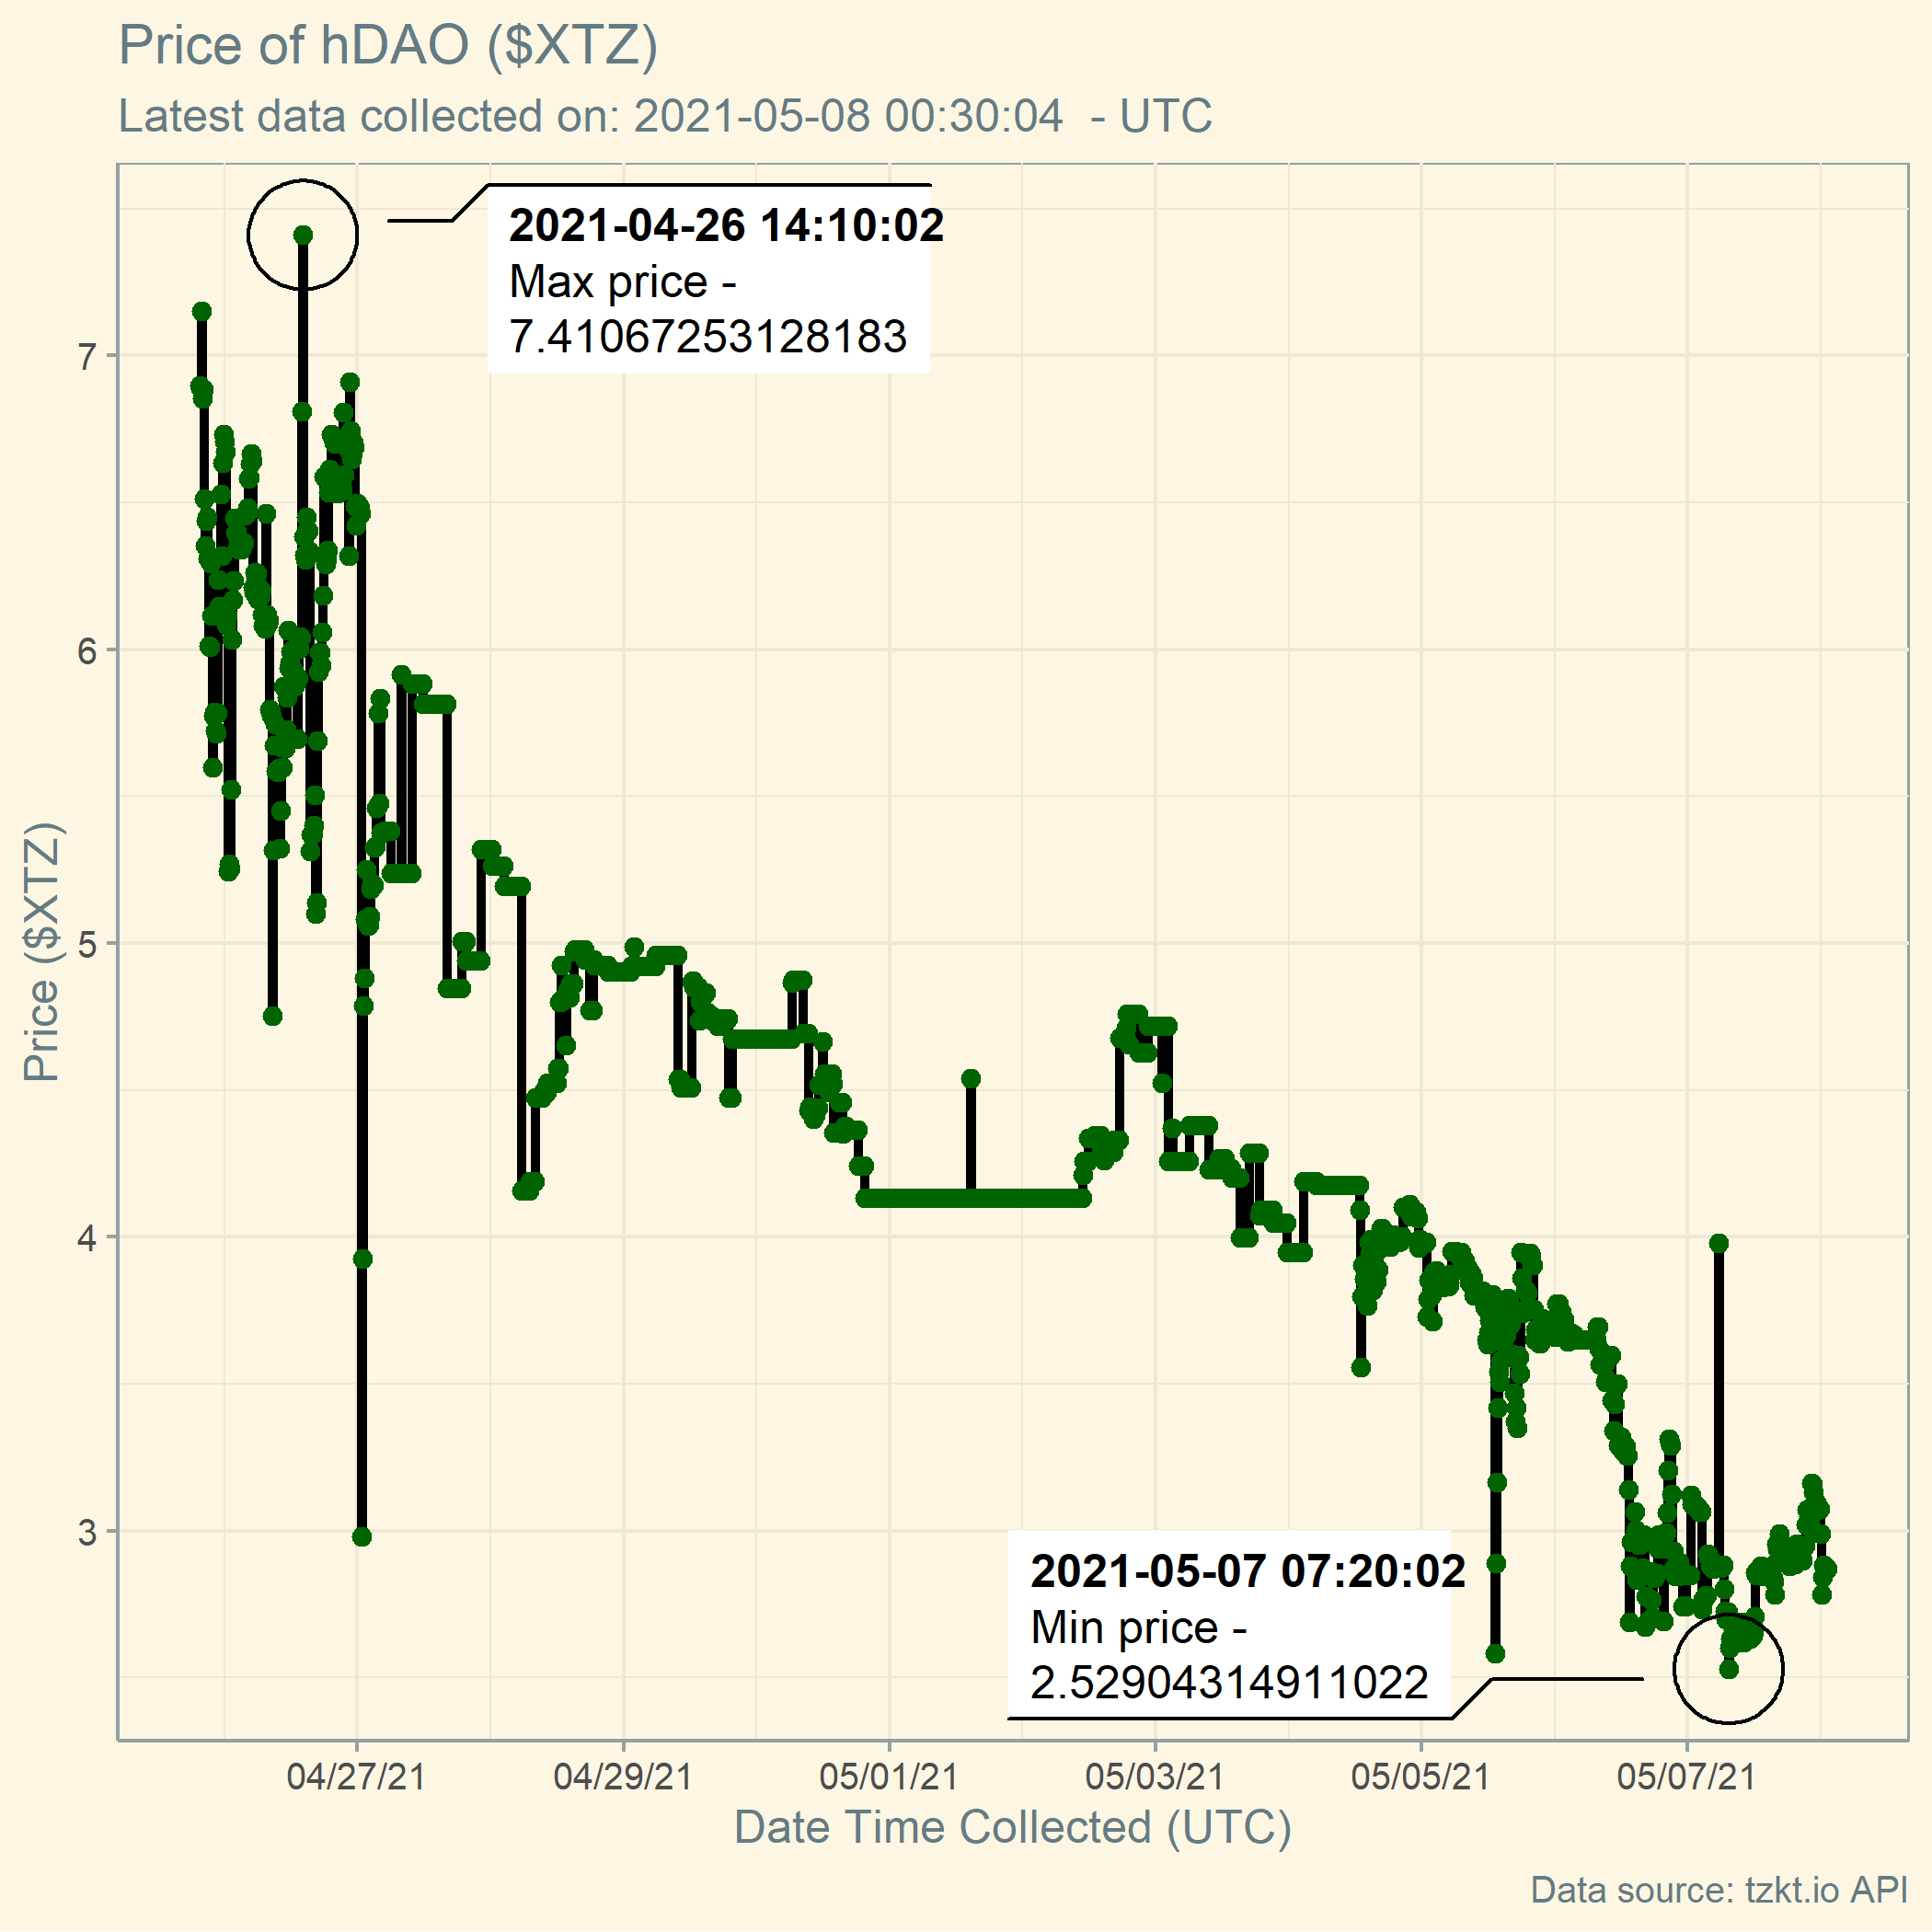 Price of hDAO ($XTZ)
Latest data collected on: 2021-05-08 00:30:04  - UTC
2021-04-26 14:10:02
Max price -
7.41067253128183
7
6
5
4
3
Price ($XTZ)
2021-05-07 07:20:02
Min price -
2.52904314911022
04/27/21
04/29/21
05/01/21
05/03/21
05/05/21
05/07/21
Date Time Collected (UTC)
Data source: tzkt.io API